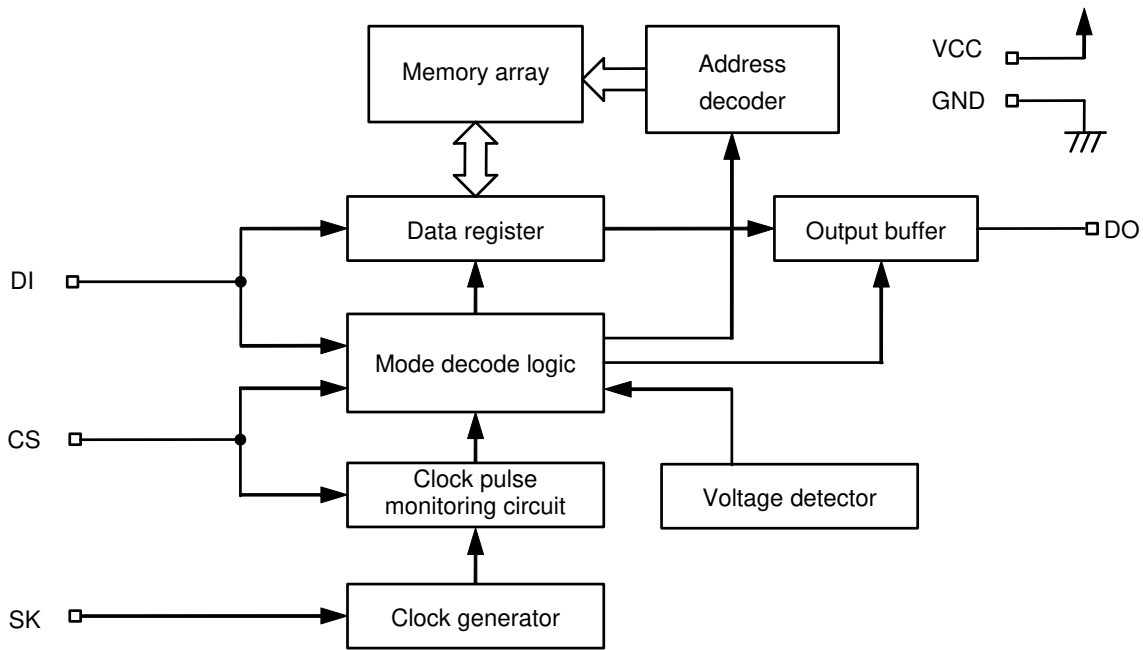 Memory array
Address
decoder
VCC
GND
Data register
Output buffer
DO
DI
Mode decode logic
CS
Clock pulse
monitoring circuit
Voltage detector
SK
Clock generator